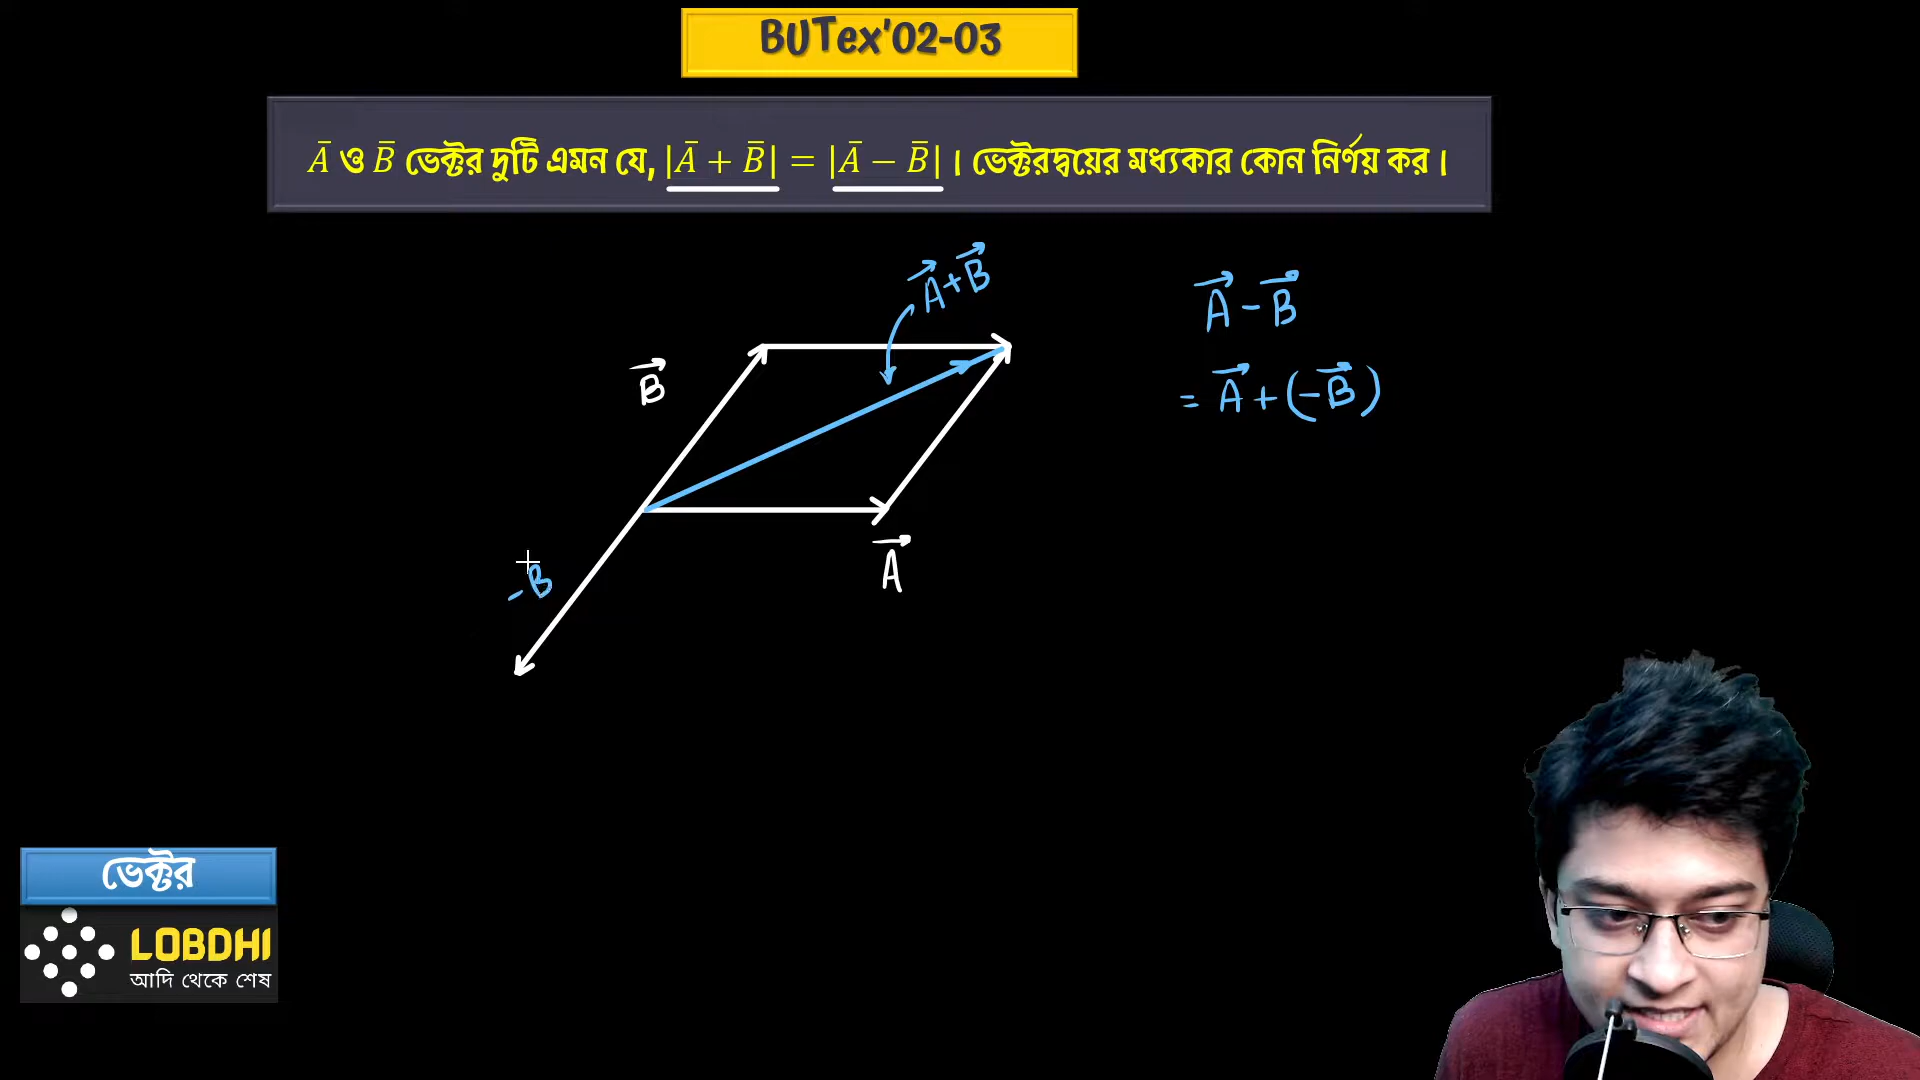 BUTex'02-03
Ā ও B̄ ভেক্টর দুটি এমন যে, |Ā + B̄| = |Ā − B̄| । ভেক্টরদ্বয়ের মধ্যকার কোন নির্ণয় কর ।
A⃗+B⃗
A⃗ - B⃗
B⃗
= A⃗ + (-B⃗)
-B
A⃗
ভেক্টর
LOBDHI
আদি থেকে শেষ